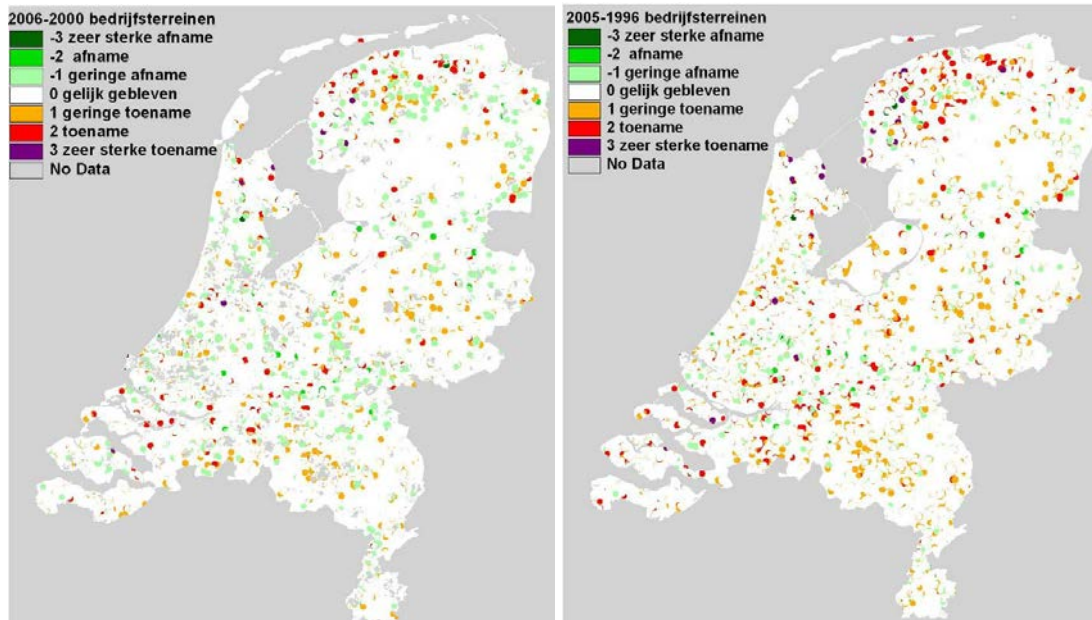 2006-2000 bedrijfsterreinen
-3 zeer sterke afname
-2 afname
-1 geringe afname
0 gelijk gebleven
1 geringe toename
2 toename
3 zeer sterke toename
No Data
2005-1996 bedrijfsterreinen
-3 zeer sterke afname
-2 afname
-1 geringe afname
0 gelijk gebleven
1 geringe toename
2 toename
3 zeer sterke toename
No Data